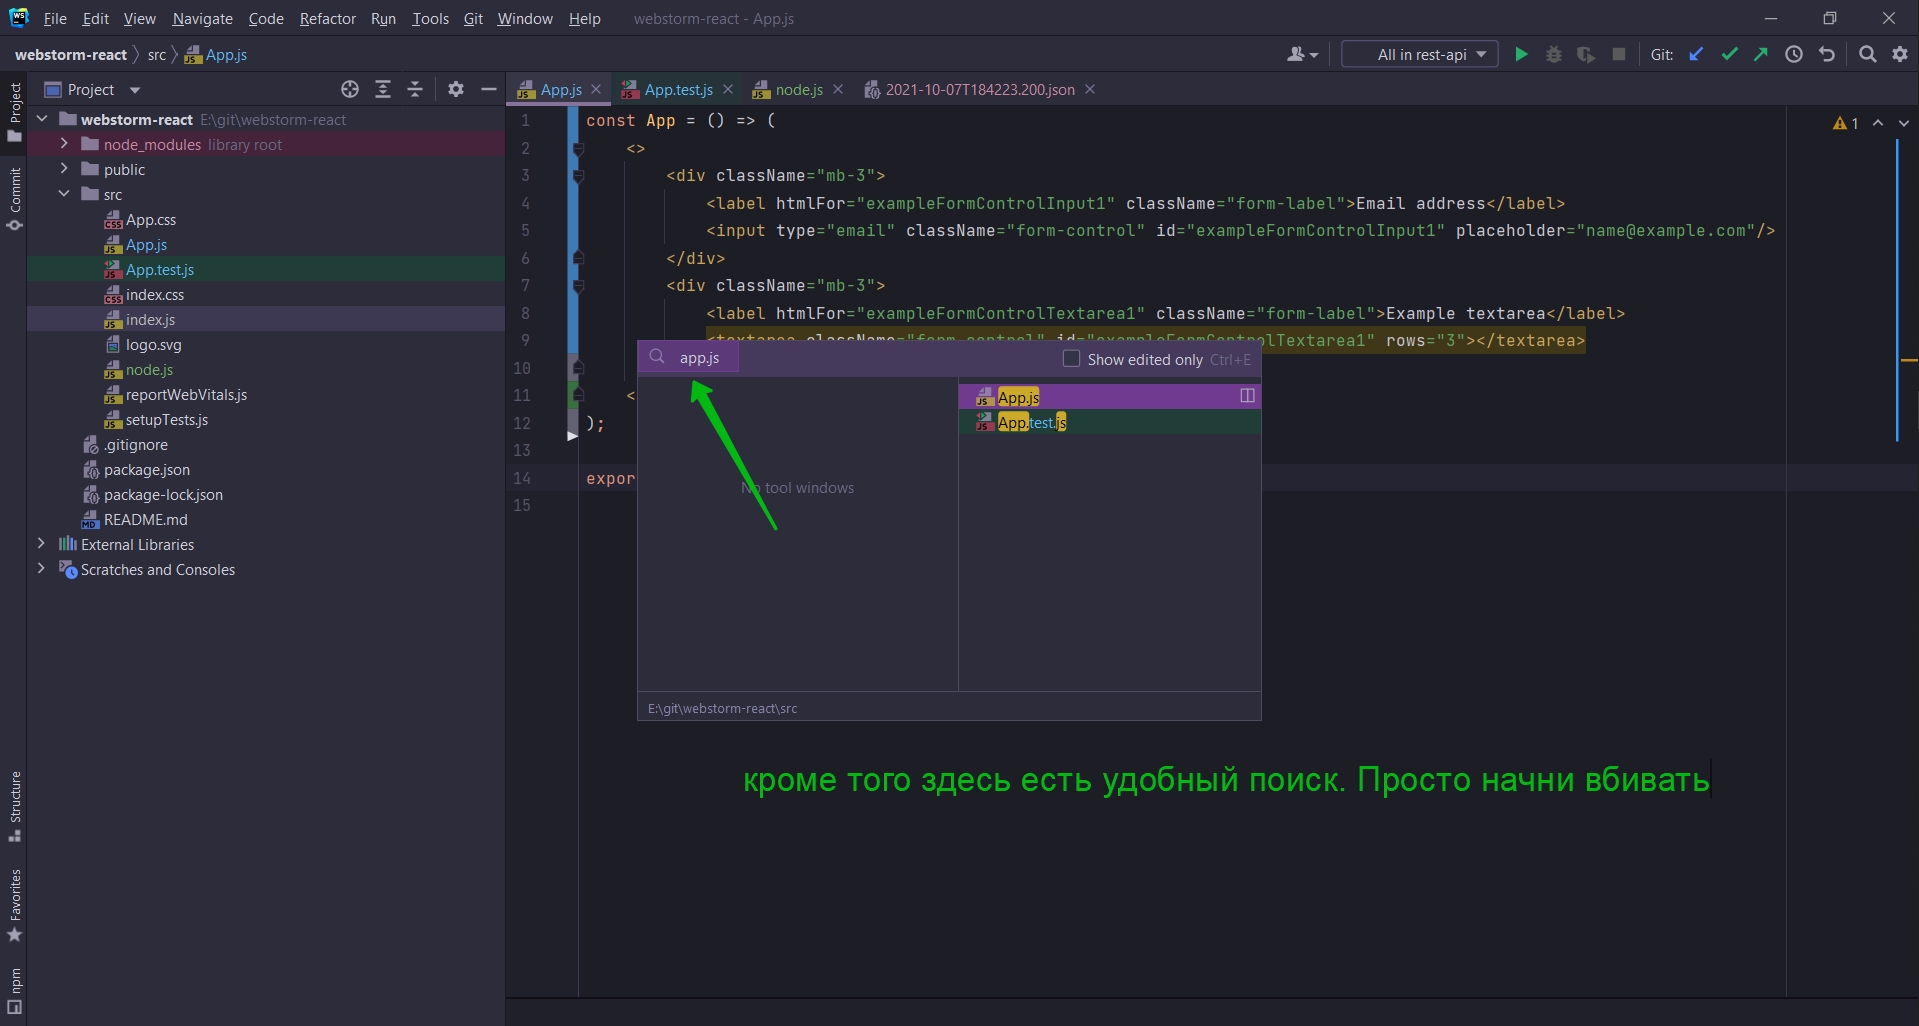 File Edit View Navigate Code Refactor Run Tools Git Window Help webstorm-react - App.js
webstorm-react src App.js
All in rest-api Git:
Project
App.js App.test.js node.js 2021-10-07T184223.200.json
Project
Commit
Structure
Favorites
npm
webstorm-react E:\git\webstorm-react
node_modules library root
public
src
App.css
App.js
App.test.js
index.css
index.js
logo.svg
node.js
reportWebVitals.js
setupTests.js
.gitignore
package.json
package-lock.json
README.md
External Libraries
Scratches and Consoles
1 const App = () => (
2 <>
3 <div className="mb-3">
4 <label htmlFor="exampleFormControlInput1" className="form-label">Email address</label>
5 <input type="email" className="form-control" id="exampleFormControlInput1" placeholder="name@example.com"/>
6 </div>
7 <div className="mb-3">
8 <label htmlFor="exampleFormControlTextarea1" className="form-label">Example textarea</label>
9 <textarea className="form-control" id="exampleFormControlTextarea1" rows="3"></textarea>
10
11 <
12 );
13
14 expor
15
1
app.js Show edited only Ctrl+E
App.js
App.test.js
No tool windows
E:\git\webstorm-react\src
кроме того здесь есть удобный поиск. Просто начни вбивать